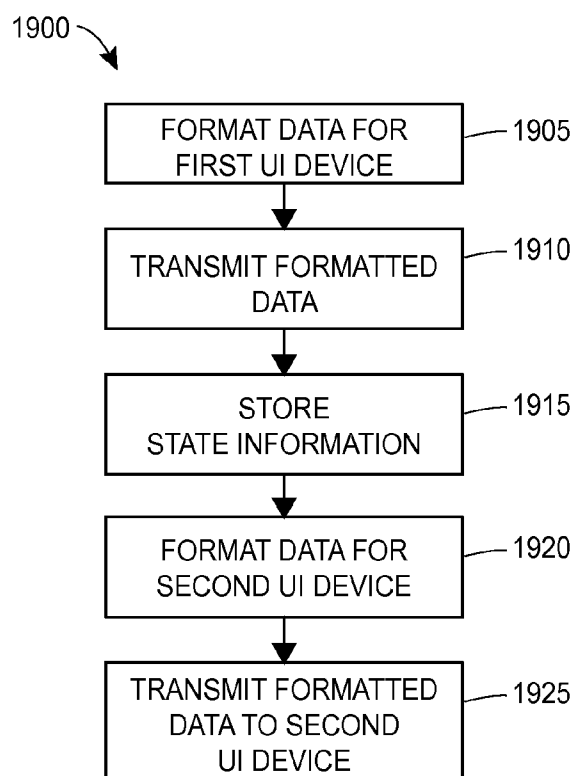 1900
FORMAT DATA FOR
FIRST UI DEVICE
1905
TRANSMIT FORMATTED
DATA
1910
STORE
STATE INFORMATION
1915
FORMAT DATA FOR
SECOND UI DEVICE
1920
TRANSMIT FORMATTED
DATA TO SECOND
UI DEVICE
1925